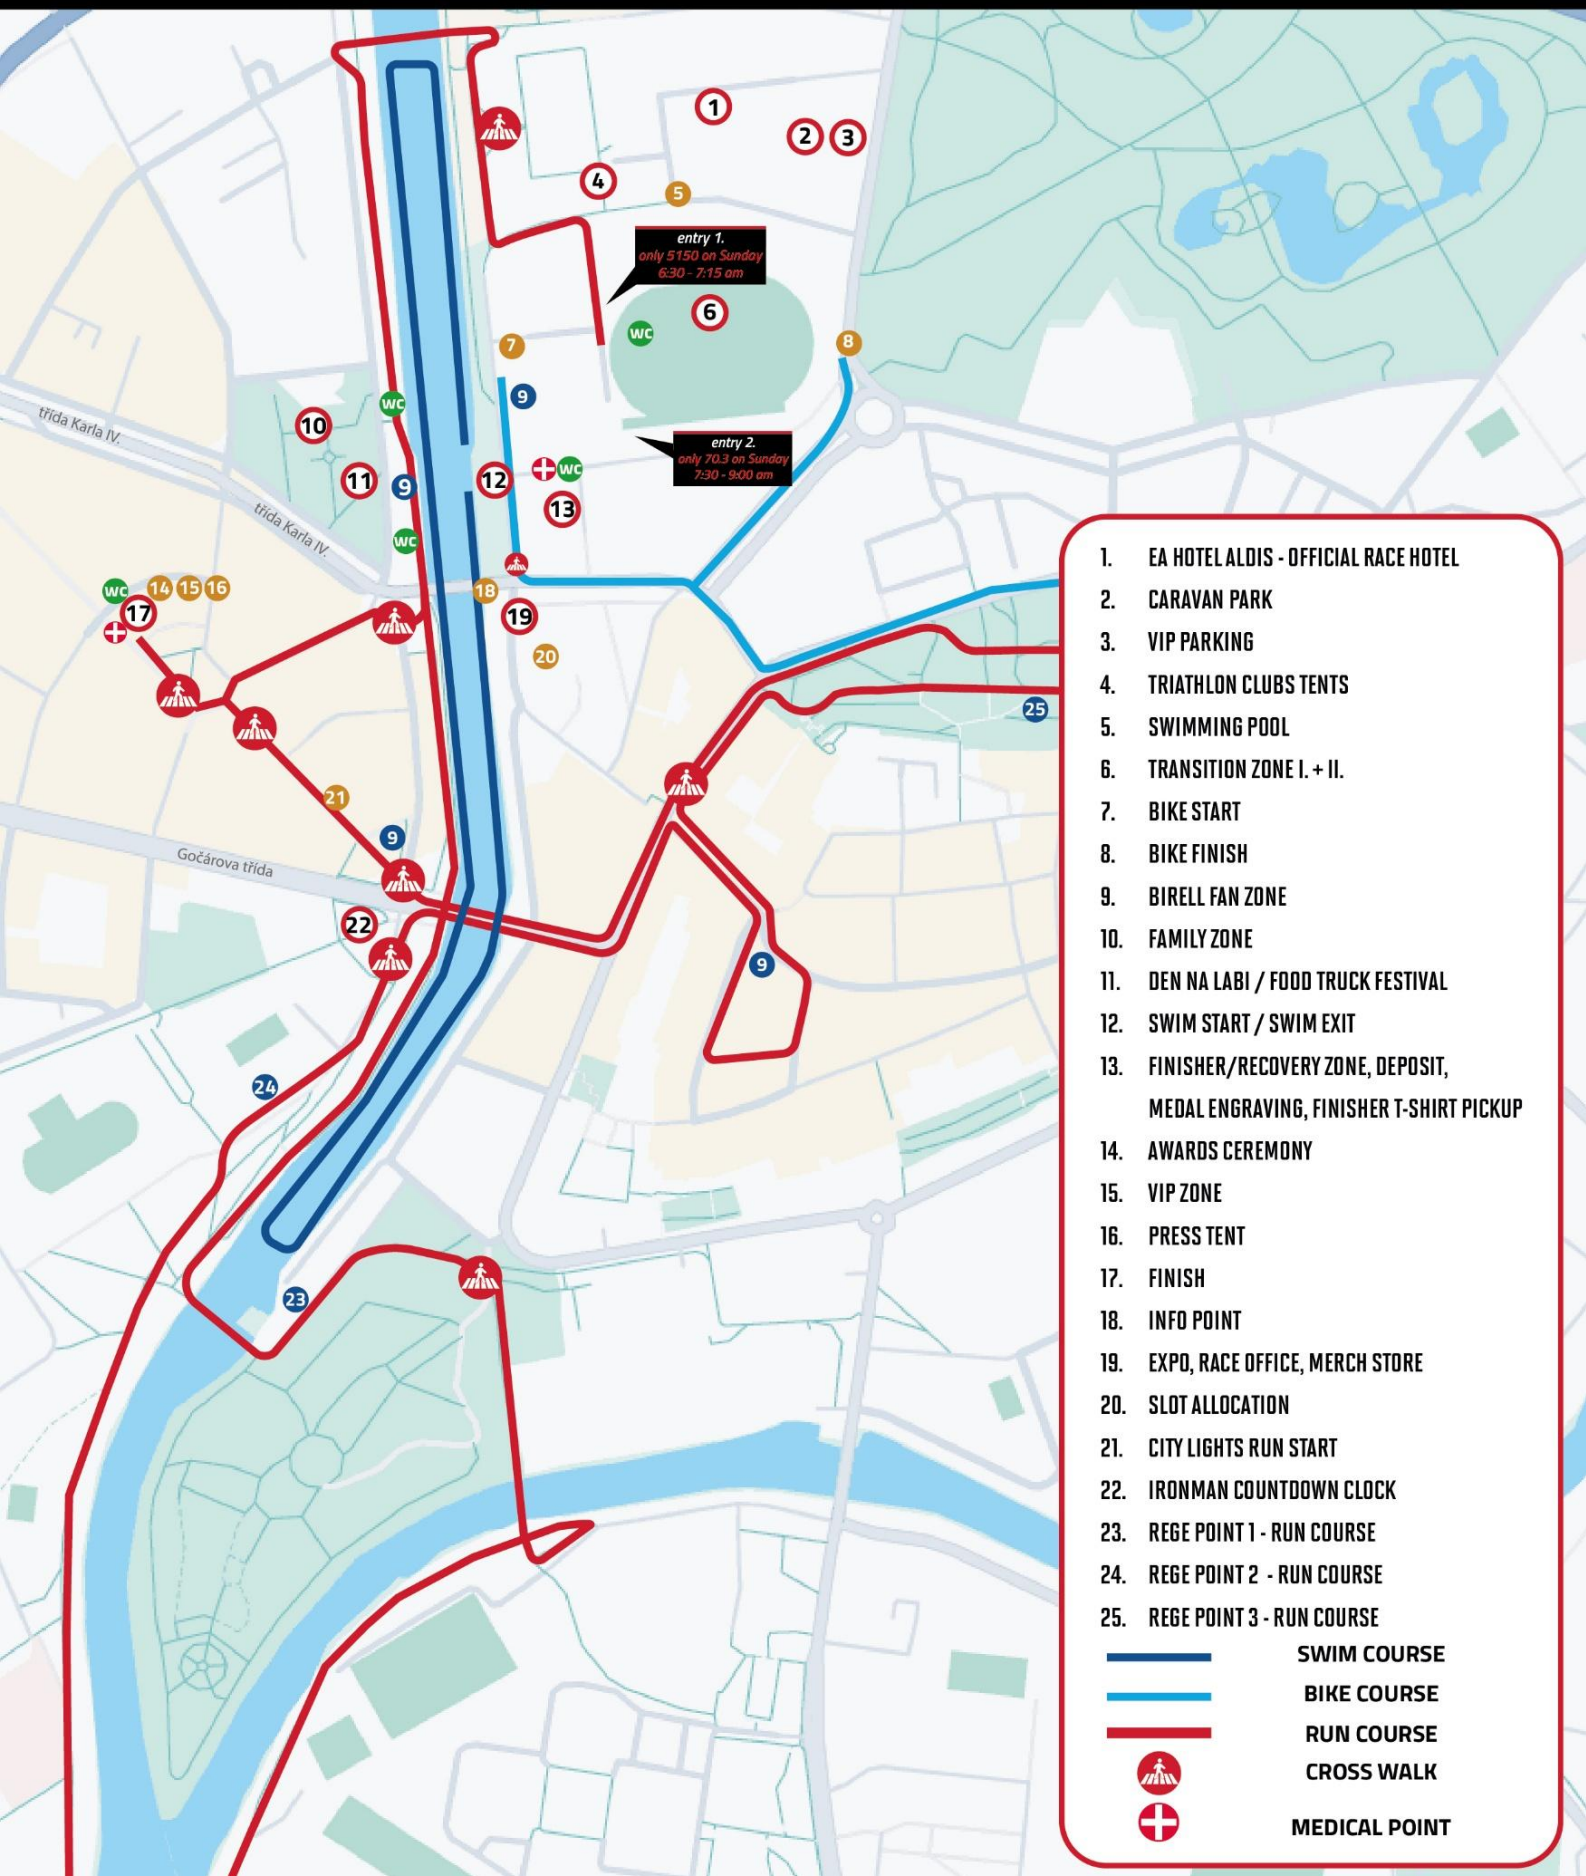 1
2
3
4
5
entry 1.
only 5150 on Sunday
6:30 - 7:15 am
6
WC
7
8
9
WC
třída Karla IV.
10
entry 2.
only 70.3 on Sunday
7:30 - 9:00 am
11
9
12
WC
13
třída Karla IV.
WC
WC
14
15
16
17
18
19
20
25
21
9
Gočárova třída
22
9
24
23
1. EA HOTEL ALDIS - OFFICIAL RACE HOTEL
2. CARAVAN PARK
3. VIP PARKING
4. TRIATHLON CLUBS TENTS
5. SWIMMING POOL
6. TRANSITION ZONE I. + II.
7. BIKE START
8. BIKE FINISH
9. BIRELL FAN ZONE
10. FAMILY ZONE
11. DEN NA LABI / FOOD TRUCK FESTIVAL
12. SWIM START / SWIM EXIT
13. FINISHER/RECOVERY ZONE, DEPOSIT,
MEDAL ENGRAVING, FINISHER T-SHIRT PICKUP
14. AWARDS CEREMONY
15. VIP ZONE
16. PRESS TENT
17. FINISH
18. INFO POINT
19. EXPO, RACE OFFICE, MERCH STORE
20. SLOT ALLOCATION
21. CITY LIGHTS RUN START
22. IRONMAN COUNTDOWN CLOCK
23. REGE POINT 1 - RUN COURSE
24. REGE POINT 2 - RUN COURSE
25. REGE POINT 3 - RUN COURSE
SWIM COURSE
BIKE COURSE
RUN COURSE
CROSS WALK
MEDICAL POINT